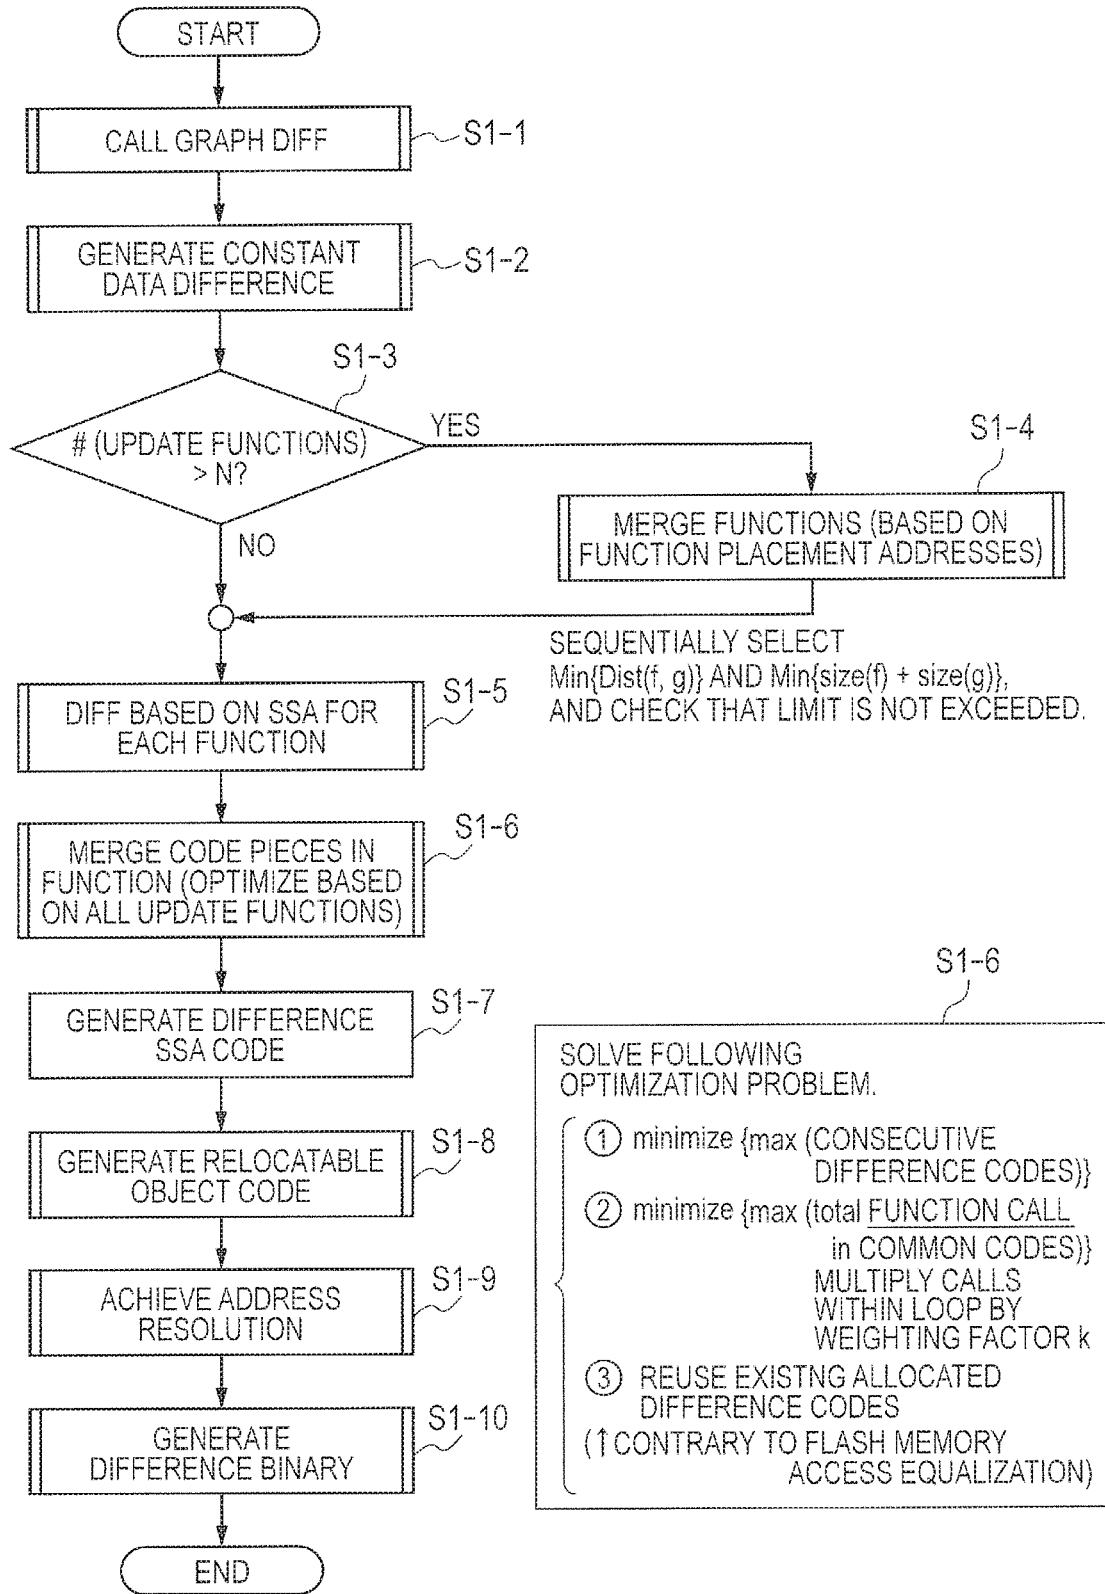 START
CALL GRAPH DIFF
S1-1
GENERATE CONSTANT
DATA DIFFERENCE
S1-2
S1-3
# (UPDATE FUNCTIONS)
> N?
YES
NO
S1-4
MERGE FUNCTIONS (BASED ON
FUNCTION PLACEMENT ADDRESSES)
SEQUENTIALLY SELECT
Min{Dist(f, g)} AND Min{size(f) + size(g)},
AND CHECK THAT LIMIT IS NOT EXCEEDED.
DIFF BASED ON SSA FOR
EACH FUNCTION
S1-5
MERGE CODE PIECES IN
FUNCTION (OPTIMIZE BASED
ON ALL UPDATE FUNCTIONS)
S1-6
GENERATE DIFFERENCE
SSA CODE
S1-7
GENERATE RELOCATABLE
OBJECT CODE
S1-8
ACHIEVE ADDRESS
RESOLUTION
S1-9
GENERATE
DIFFERENCE BINARY
S1-10
END
S1-6
SOLVE FOLLOWING
OPTIMIZATION PROBLEM.
① minimize {max (CONSECUTIVE
DIFFERENCE CODES)}
② minimize {max (total FUNCTION CALL
in COMMON CODES)}
MULTIPLY CALLS
WITHIN LOOP BY
WEIGHTING FACTOR k
③ REUSE EXISTNG ALLOCATED
DIFFERENCE CODES
(↑CONTRARY TO FLASH MEMORY
ACCESS EQUALIZATION)